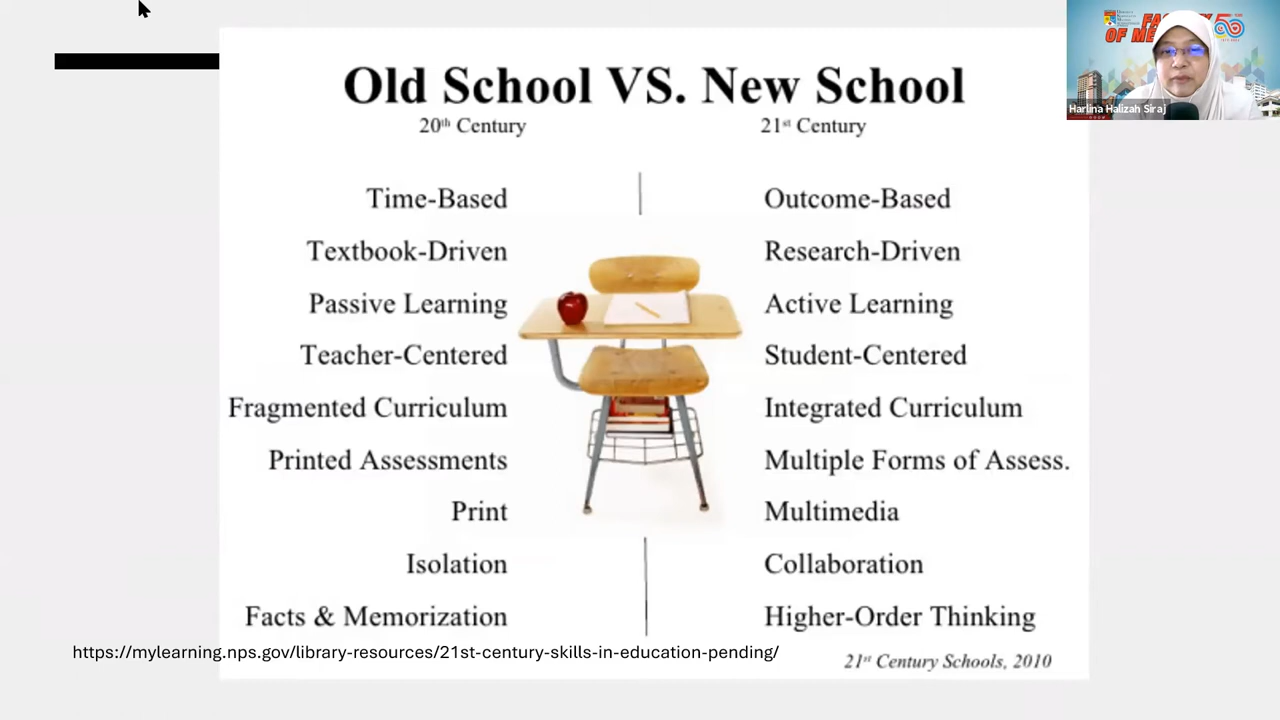 Old School VS. New School
20th Century
21st Century
Time-Based
Outcome-Based
Textbook-Driven
Research-Driven
Passive Learning
Active Learning
Teacher-Centered
Student-Centered
Fragmented Curriculum
Integrated Curriculum
Printed Assessments
Multiple Forms of Assess.
Print
Multimedia
Isolation
Collaboration
Facts & Memorization
Higher-Order Thinking
https://mylearning.nps.gov/library-resources/21st-century-skills-in-education-pending/
21st Century Schools, 2010
Harlina Halizah Siraj